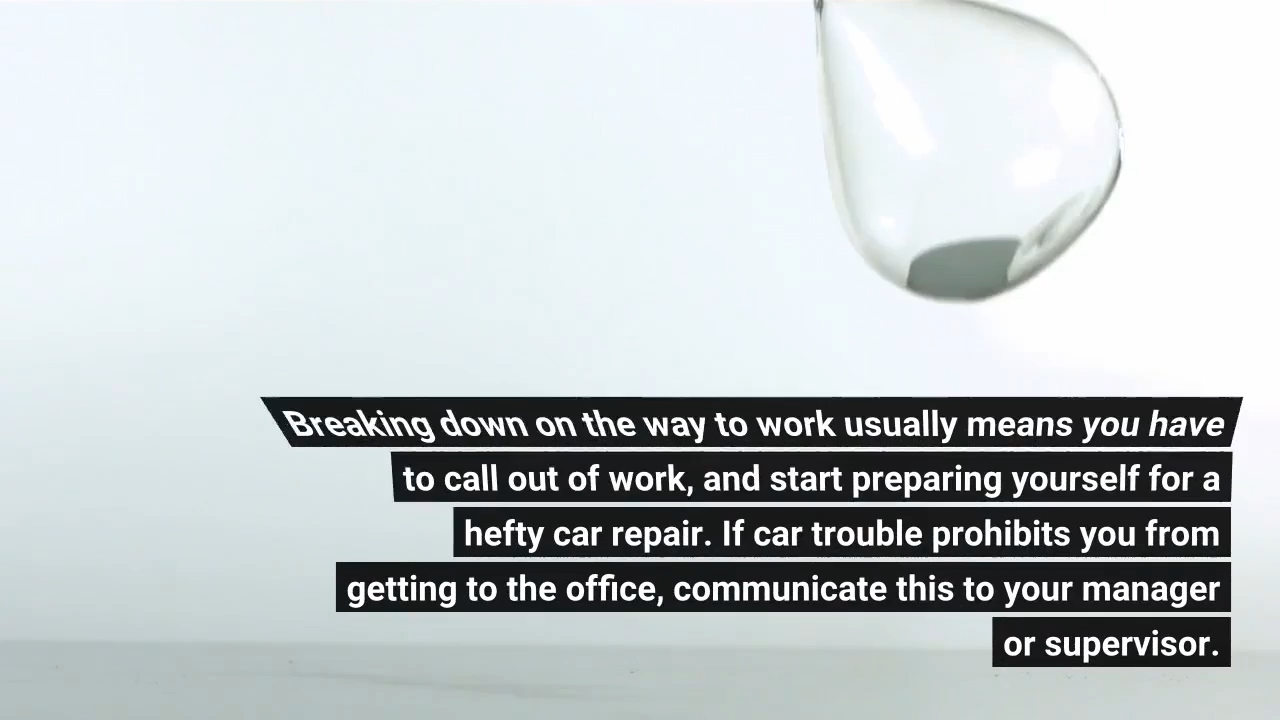 Breaking down on the way to work usually means you have
to call out of work, and start preparing yourself for a
hefty car repair. If car trouble prohibits you from
getting to the office, communicate this to your manager
or supervisor.